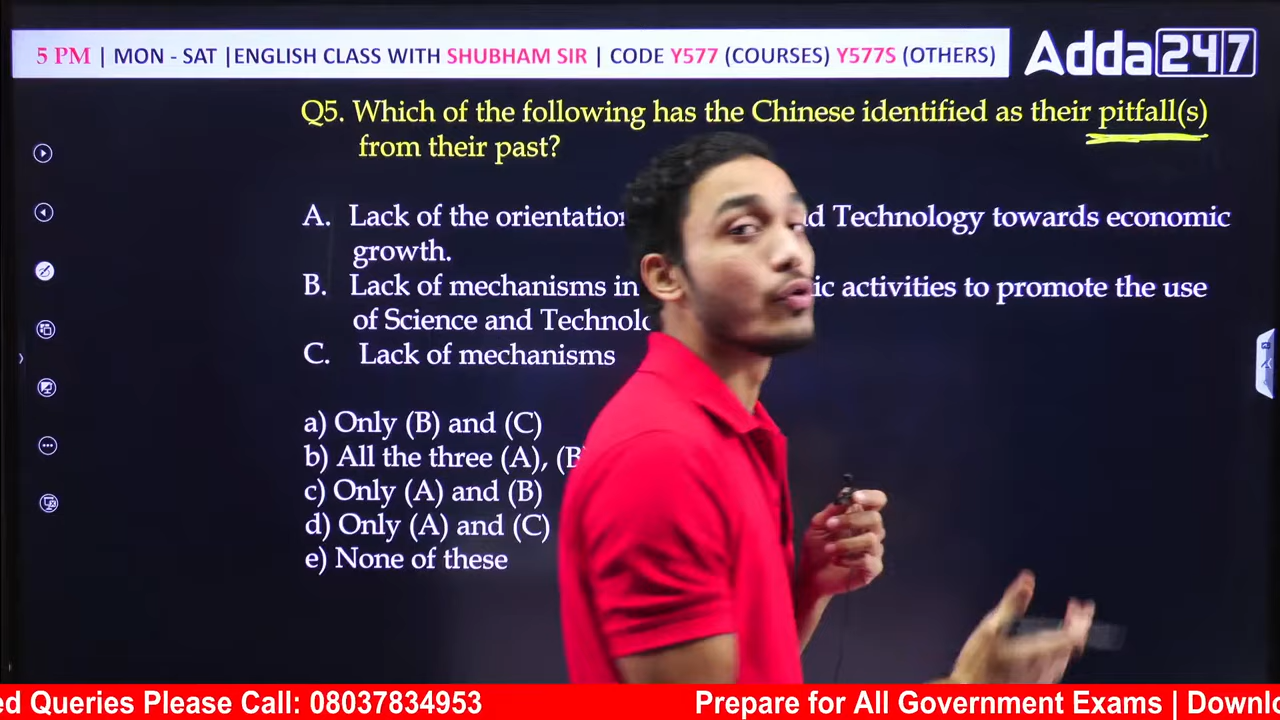 5 PM | MON - SAT |ENGLISH CLASS WITH SHUBHAM SIR | CODE Y577 (COURSES) Y577S (OTHERS)
Adda247
Q5. Which of the following has the Chinese identified as their pitfall(s)
from their past?
A. Lack of the orientation d Technology towards economic
growth.
B. Lack of mechanisms in ic activities to promote the use
of Science and Technolo
C. Lack of mechanisms
a) Only (B) and (C)
b) All the three (A), (B)
c) Only (A) and (B)
d) Only (A) and (C)
e) None of these
ed Queries Please Call: 08037834953 Prepare for All Government Exams | Downlo